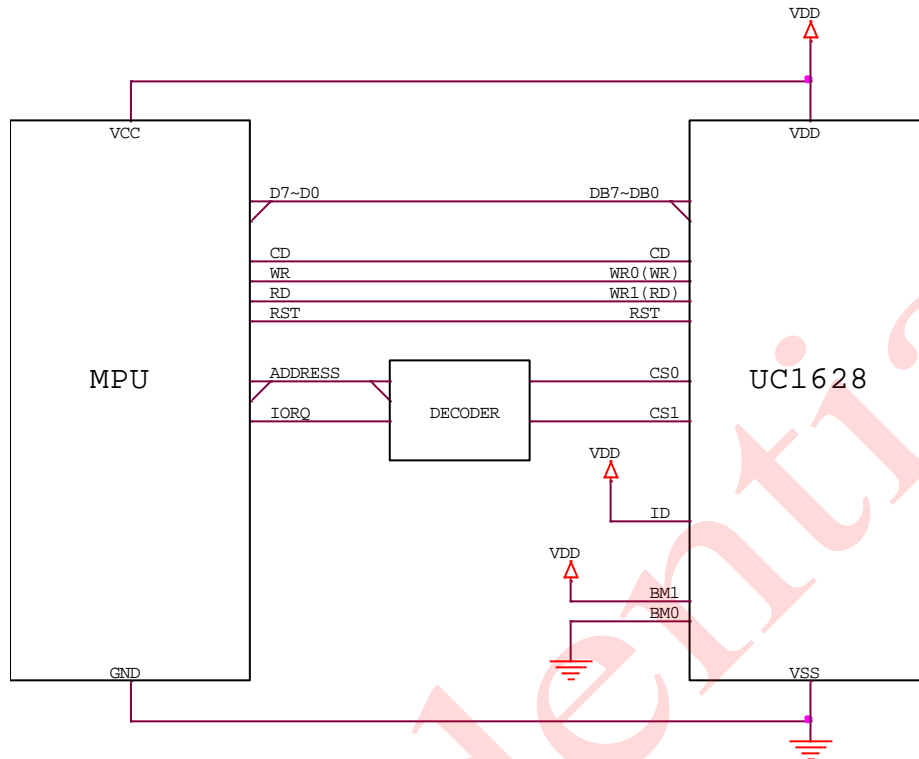 VDD
VCC
VDD
D7~D0
DB7~DB0
CD
CD
WR
WR0(WR)
RD
WR1(RD)
RST
RST
MPU
ADDRESS
DECODER
CS0
UC1628
IORQ
CS1
VDD
ID
VDD
BM1
BM0
GND
VSS
entia